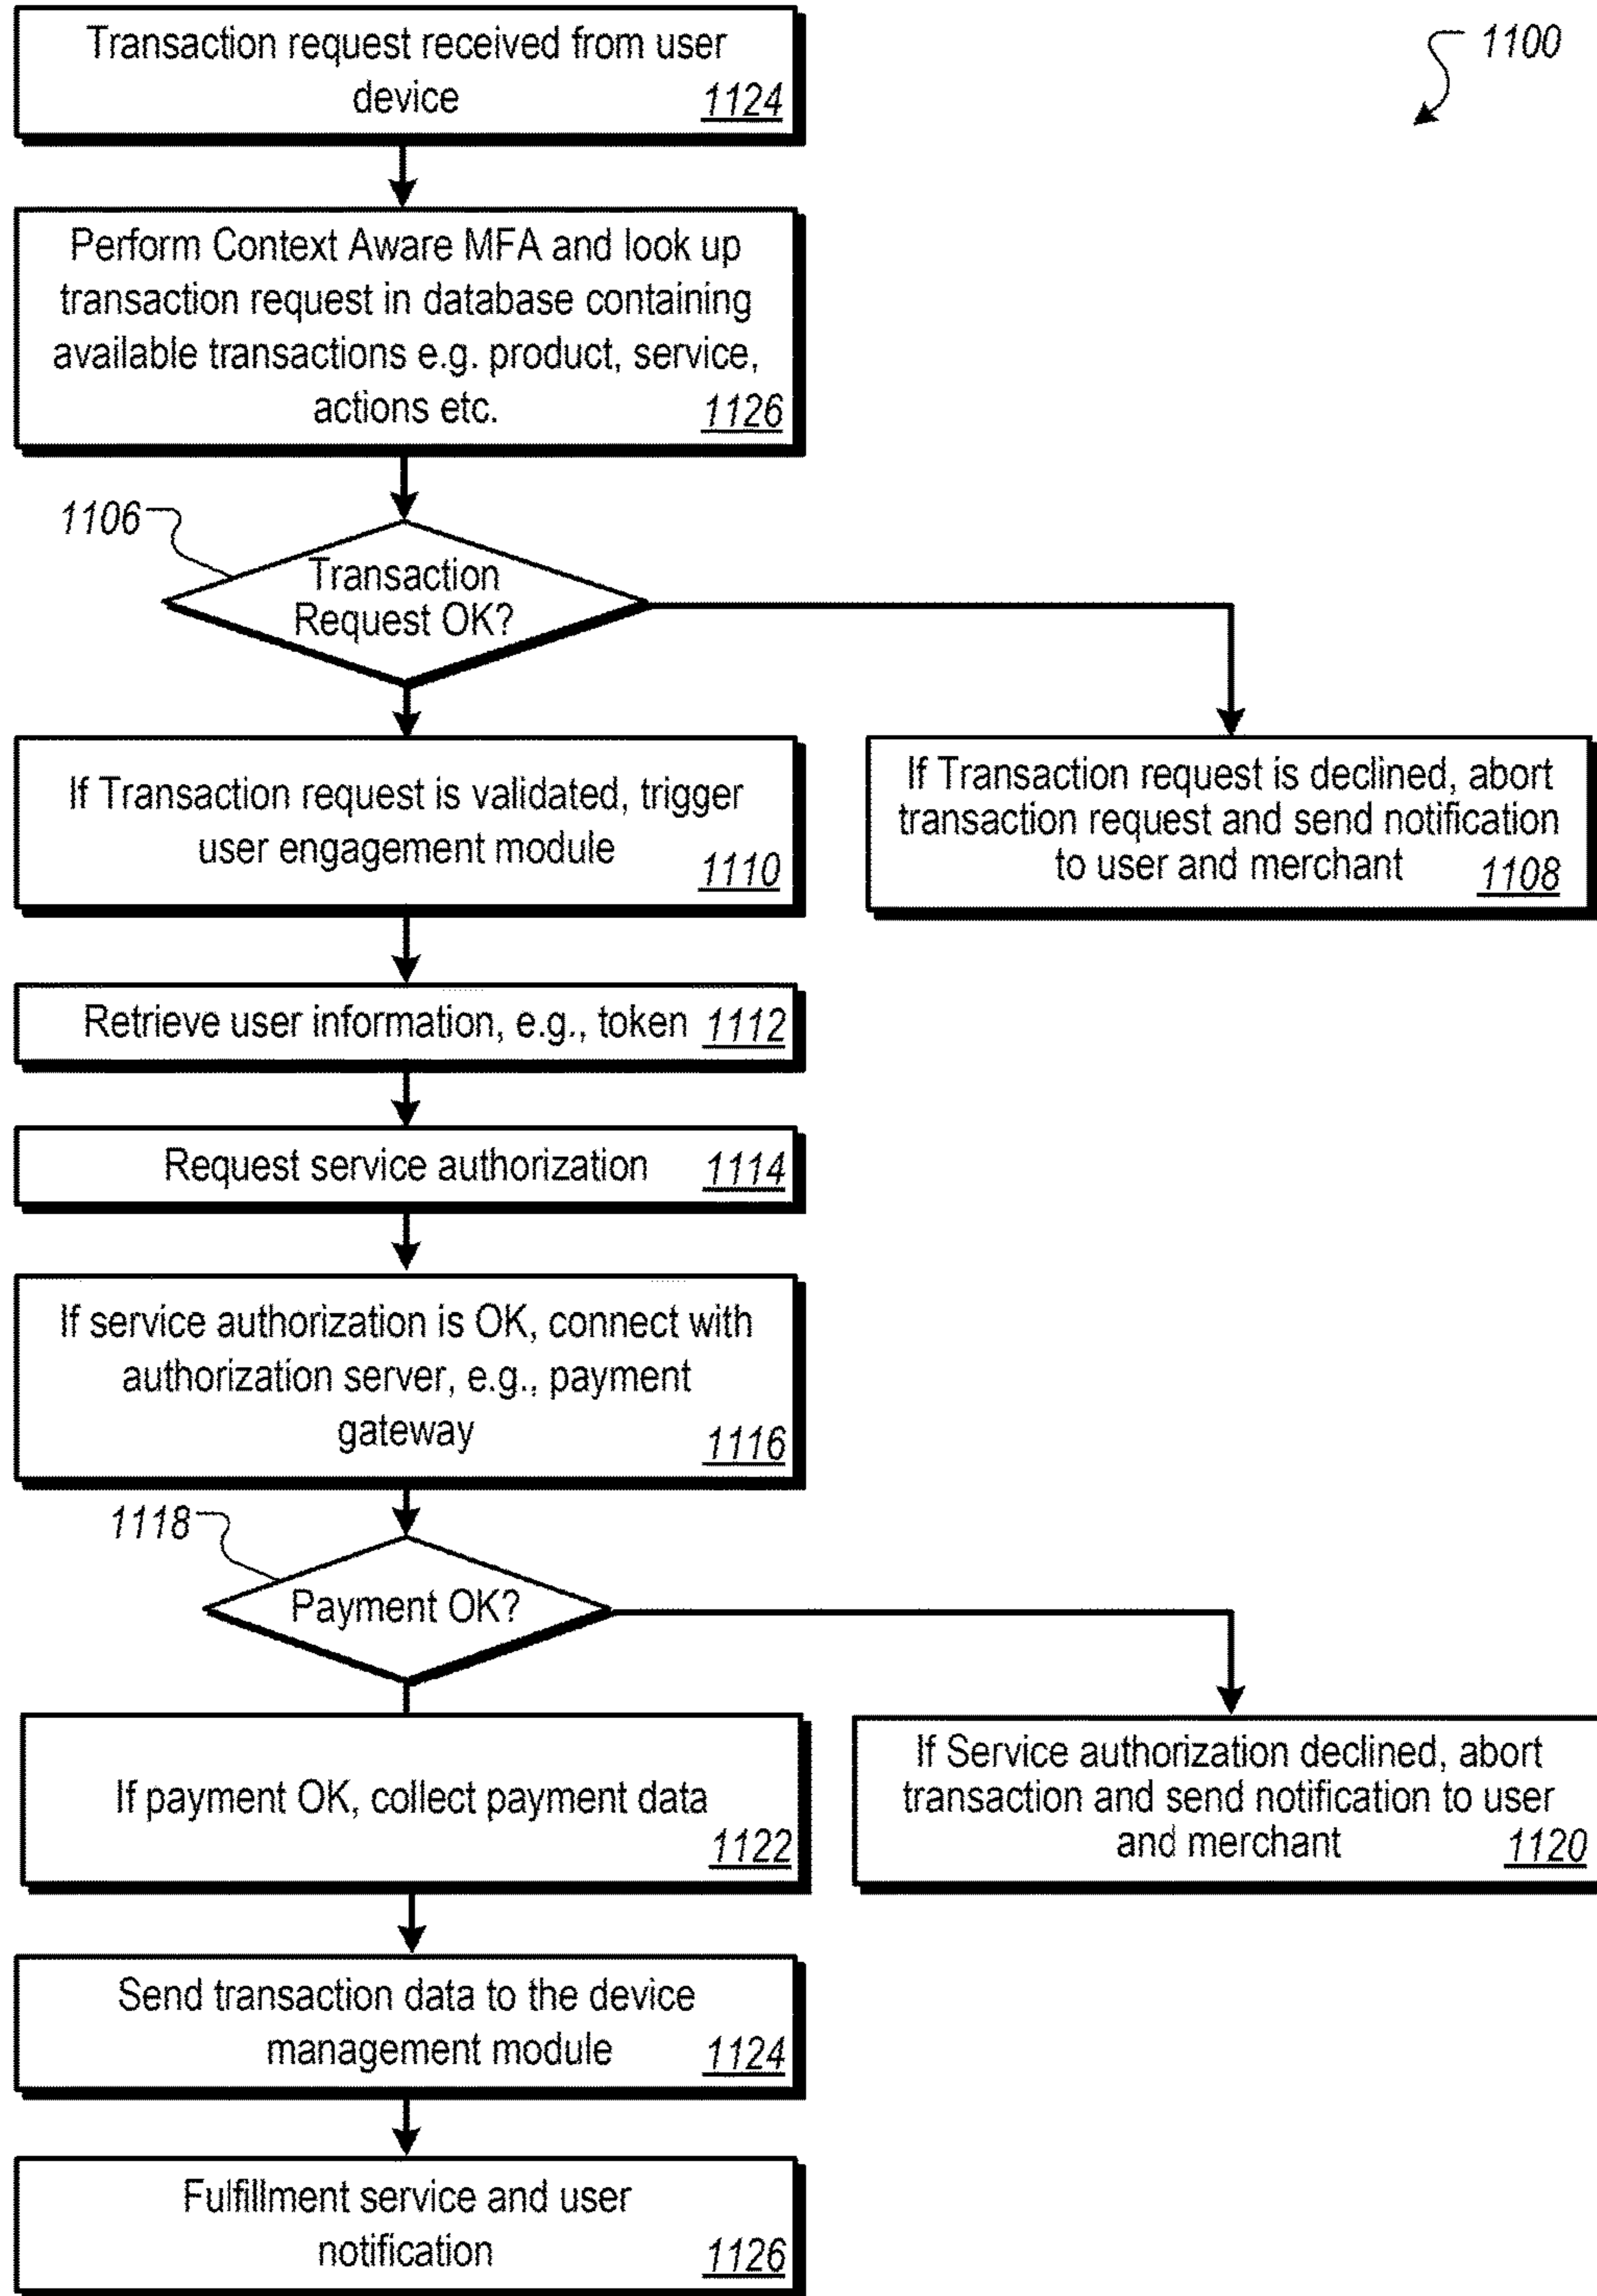 Transaction request received from user
device 1124
1100
Perform Context Aware MFA and look up
transaction request in database containing
available transactions e.g. product, service,
actions etc. 1126
1106
Transaction
Request OK?
If Transaction request is validated, trigger
user engagement module 1110
If Transaction request is declined, abort
transaction request and send notification
to user and merchant 1108
Retrieve user information, e.g., token 1112
Request service authorization 1114
If service authorization is OK, connect with
authorization server, e.g., payment
gateway 1116
1118
Payment OK?
If payment OK, collect payment data
1122
If Service authorization declined, abort
transaction and send notification to user
and merchant 1120
Send transaction data to the device
management module 1124
Fulfillment service and user
notification 1126